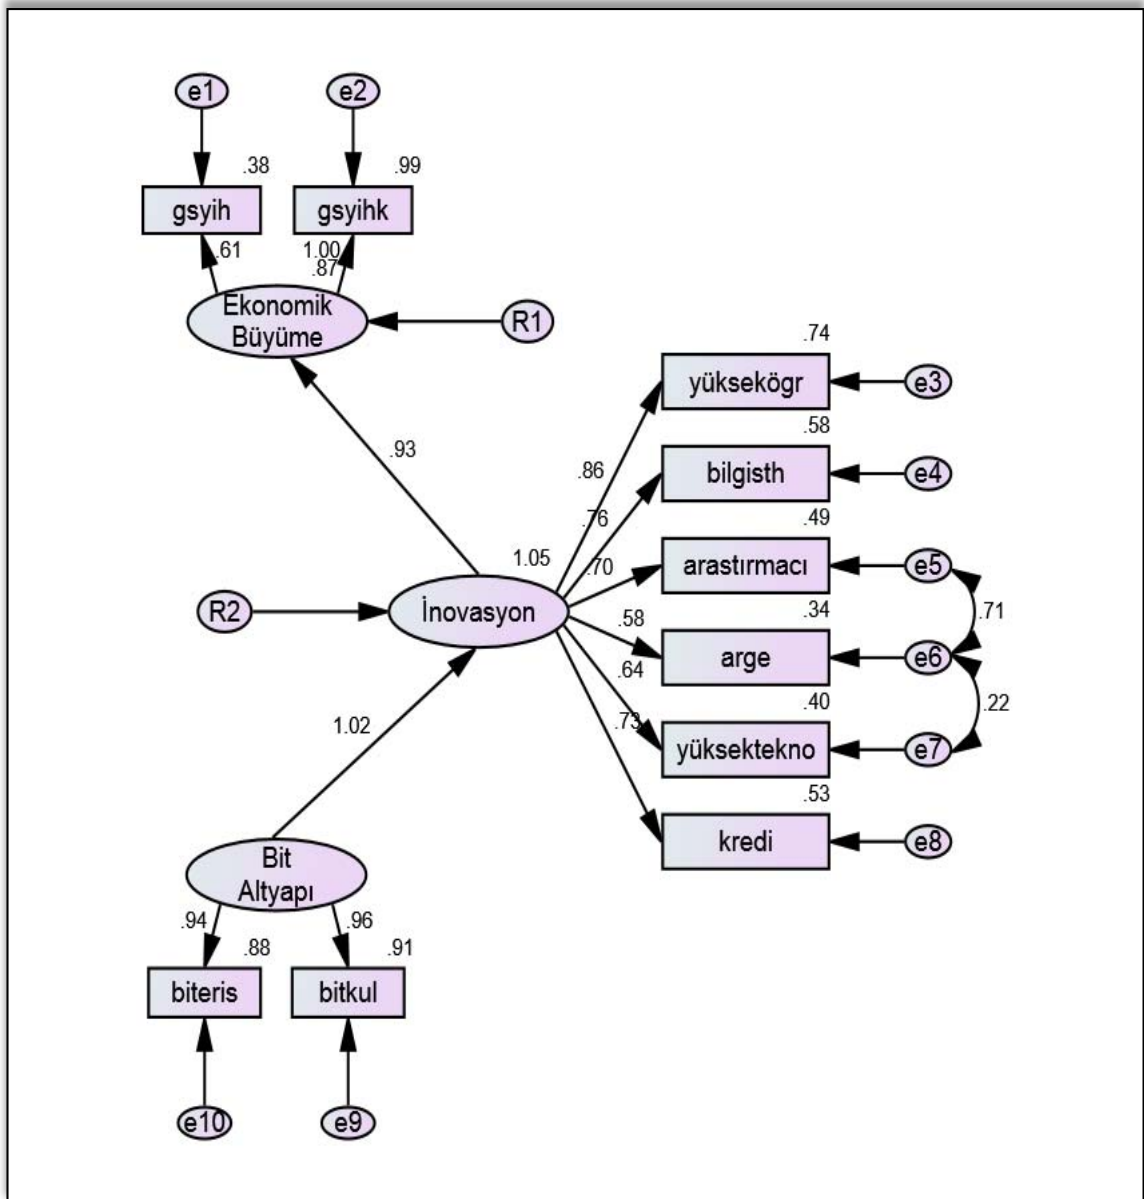 e1
e2
.38
.99
gsyih
gsyihk
.61
1.00
.87
Ekonomik
Büyüme
R1
.74
yükseköğr
e3
.58
.93
.86
bilgisth
e4
.76
.49
1.05
.70
arastırmacı
e5
R2
İnovasyon
.58
.34
.71
.64
arge
e6
.40
.22
1.02
.73
yüksektekno
e7
.53
kredi
e8
Bit
Altyapı
.94
.96
.88
.91
biteris
bitkul
e10
e9